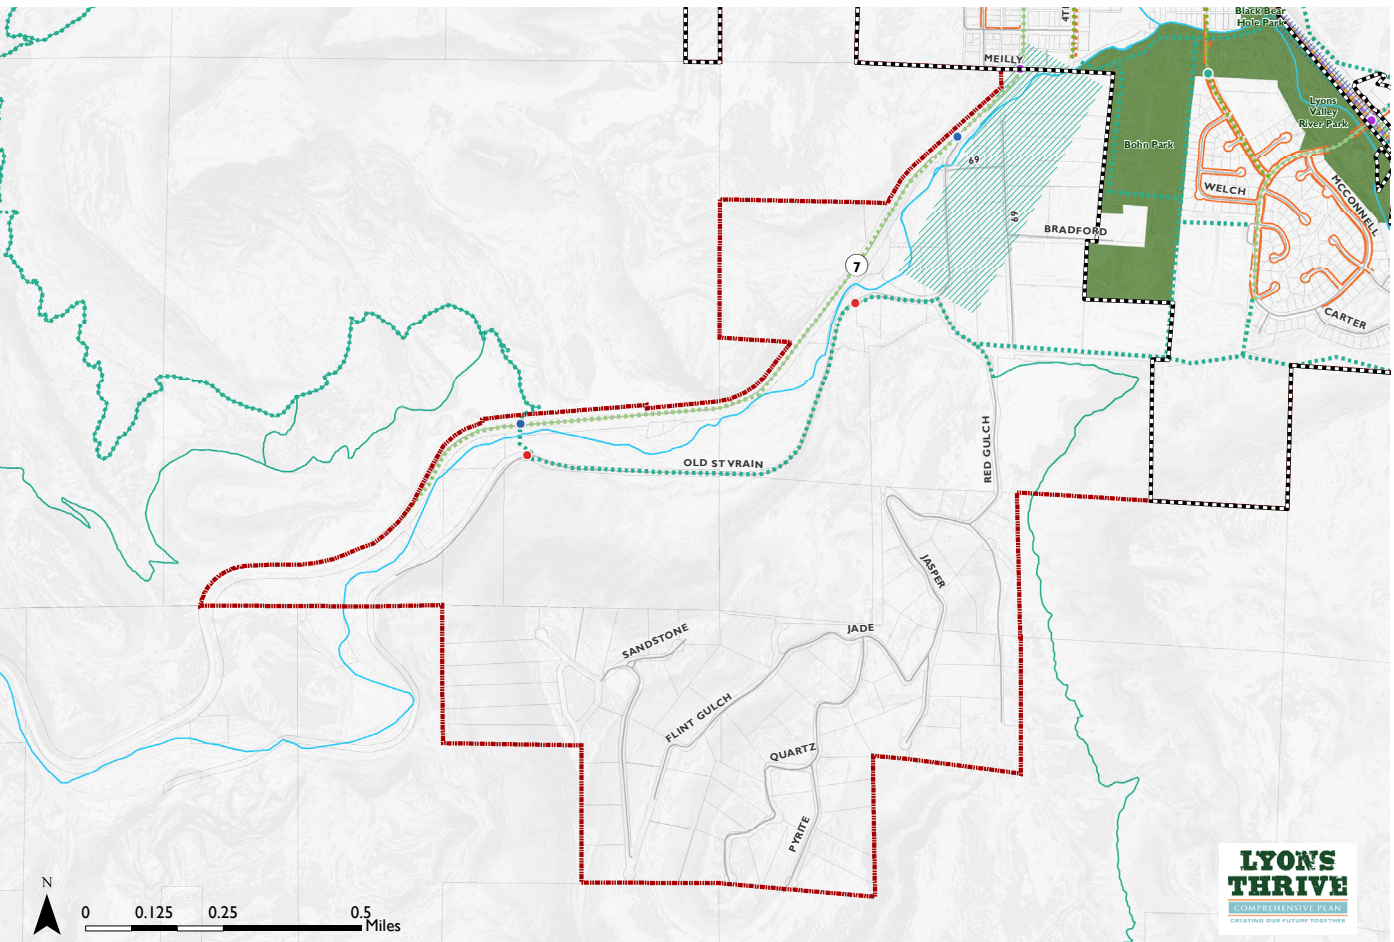 Black Bear
Hole Park
4TH
MEILLY
Lyons
Valley
River Park
Bohn Park
69
WELCH
MCCONNELL
69
BRADFORD
7
CARTER
RED GULCH
OLD ST VRAIN
JASPER
JADE
SANDSTONE
FLINT GULCH
QUARTZ
PYRITE
N
0 0.125 0.25 0.5
Miles
LYONS
THRIVE
COMPREHENSIVE PLAN
CREATING OUR FUTURE TOGETHER